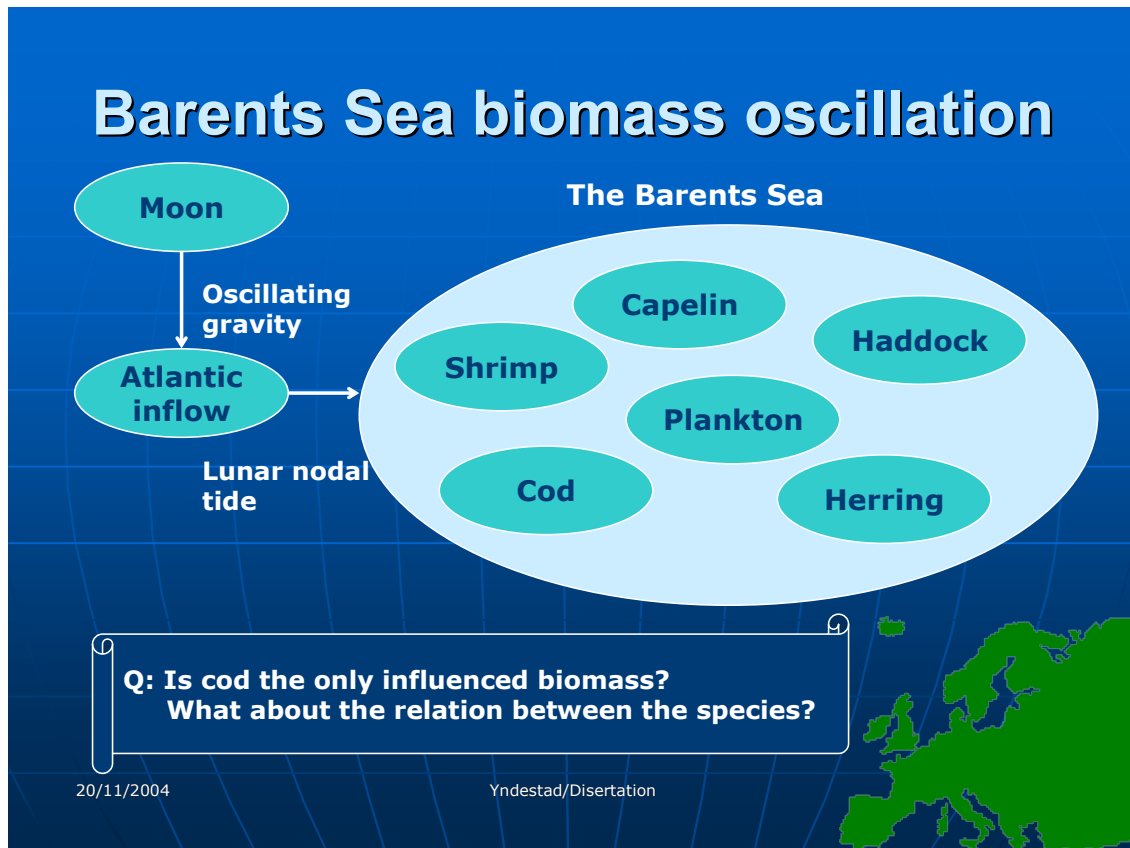 Barents Sea biomass oscillation
Moon
Oscillating
gravity
Atlantic
inflow
Lunar nodal
tide
The Barents Sea
Capelin
Haddock
Shrimp
Plankton
Cod
Herring
Q: Is cod the only influenced biomass?
What about the relation between the species?
20/11/2004
Yndestad/Disertation